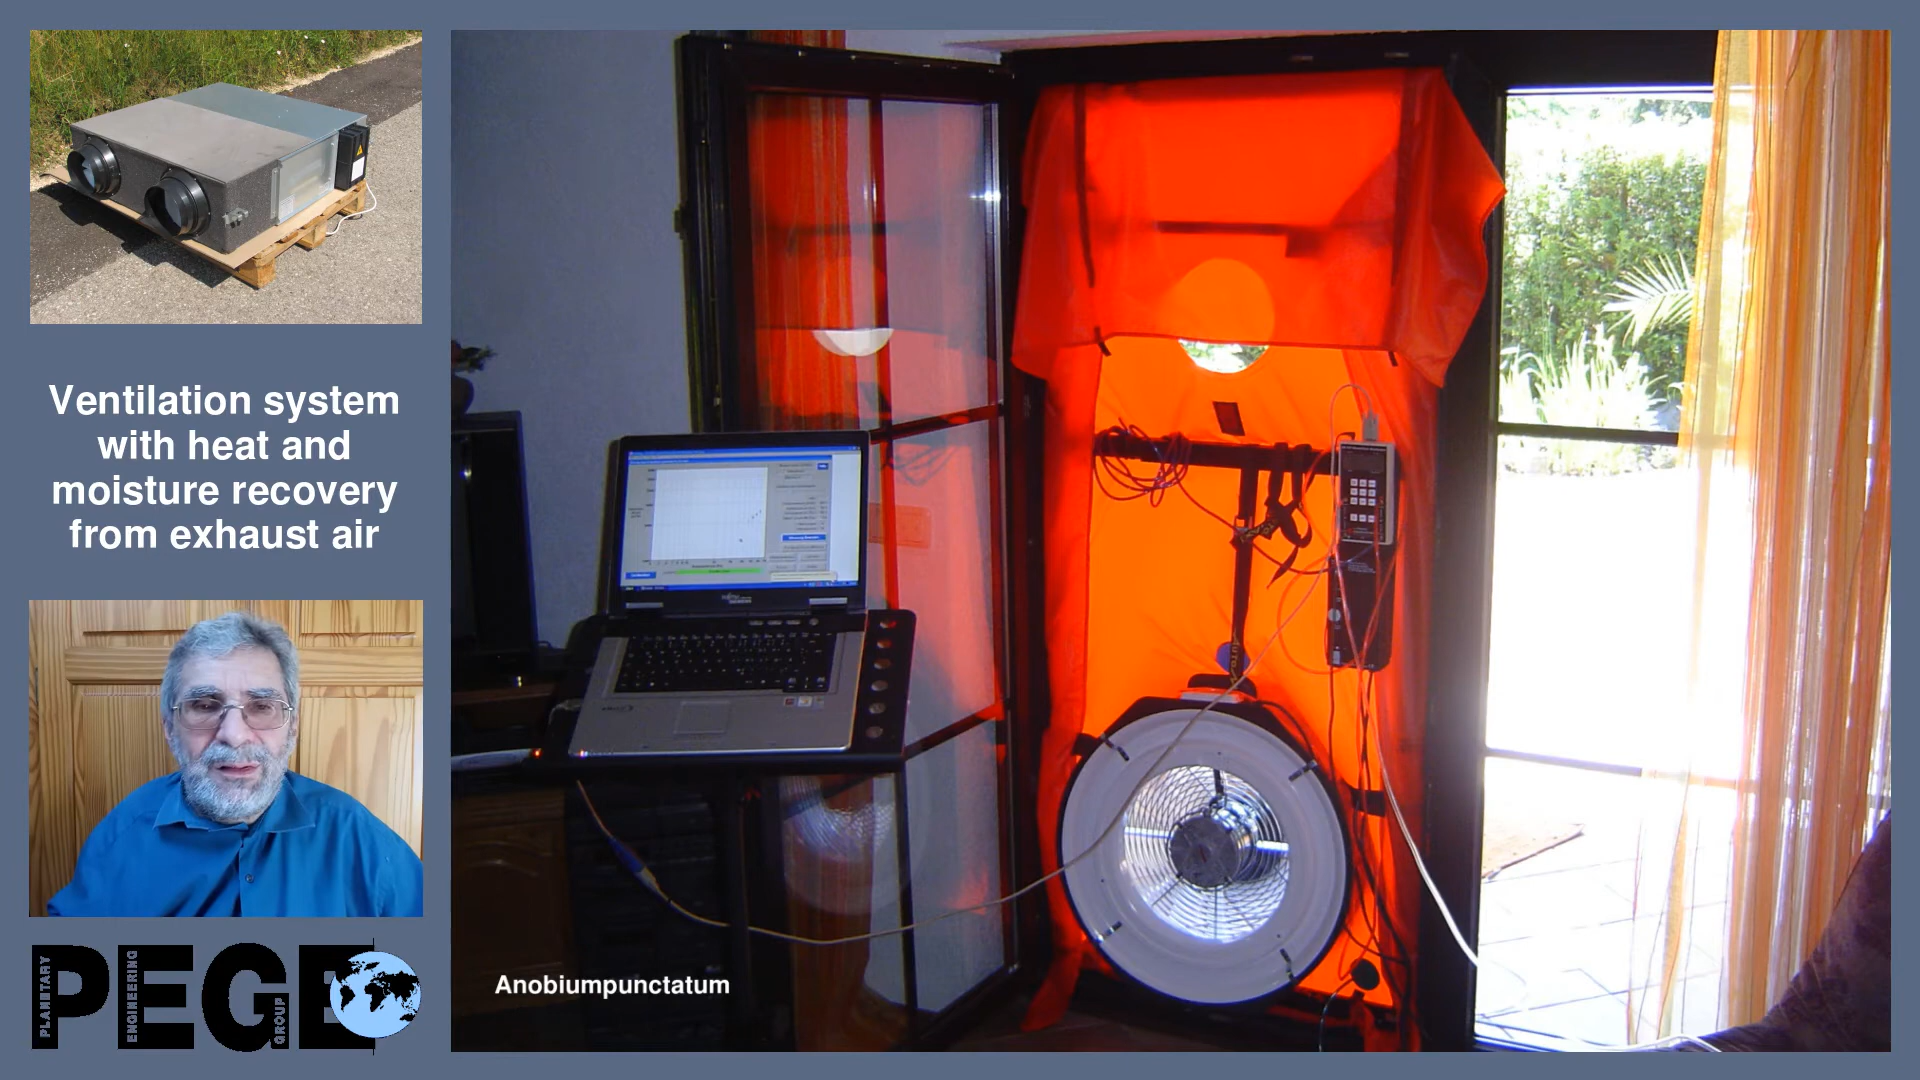 Ventilation system
with heat and
moisture recovery
from exhaust air
PEGE
PLANETARY
ENGINEERING
GROUP
Anobiumpunctatum